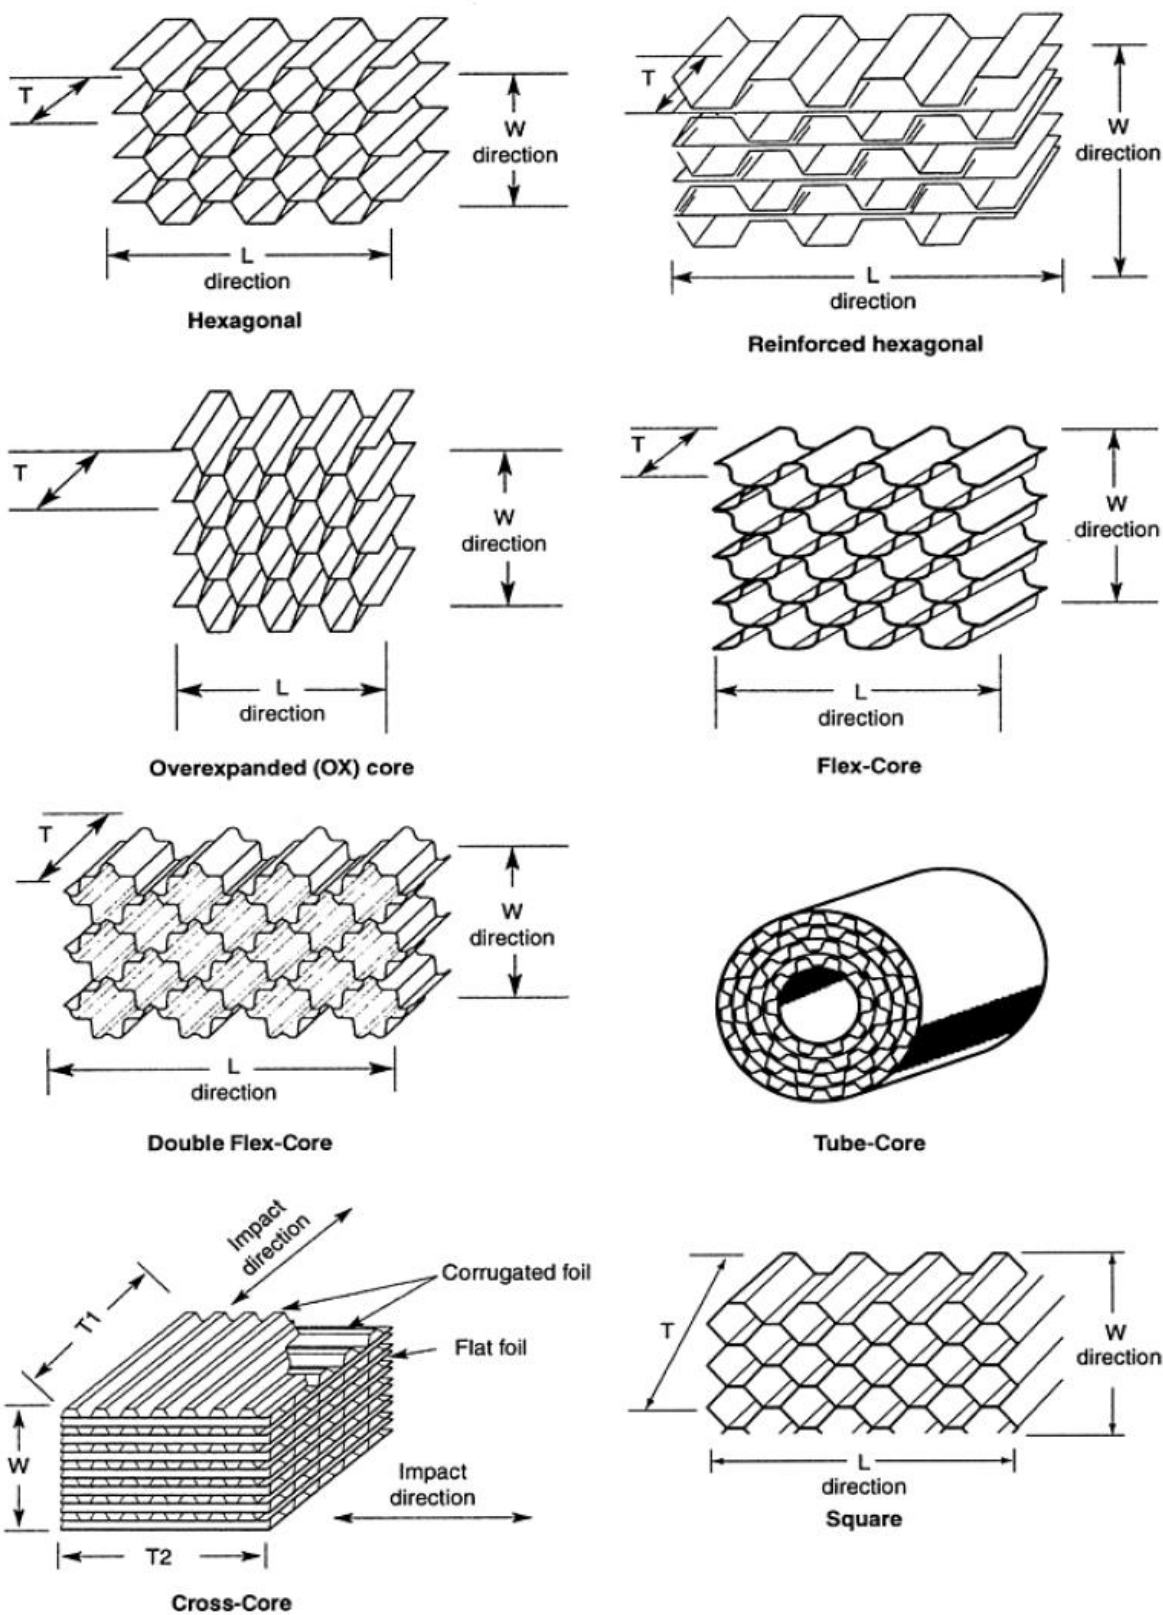 T
W
direction
L
direction
Hexagonal
T
W
direction
L
direction
Reinforced hexagonal
T
W
direction
L
direction
Overexpanded (OX) core
T
W
direction
L
direction
Flex-Core
T
W
direction
L
direction
Double Flex-Core
Tube-Core
Impact
direction
Corrugated foil
T1
Flat foil
W
Impact
direction
T2
Cross-Core
T
W
direction
L
direction
Square